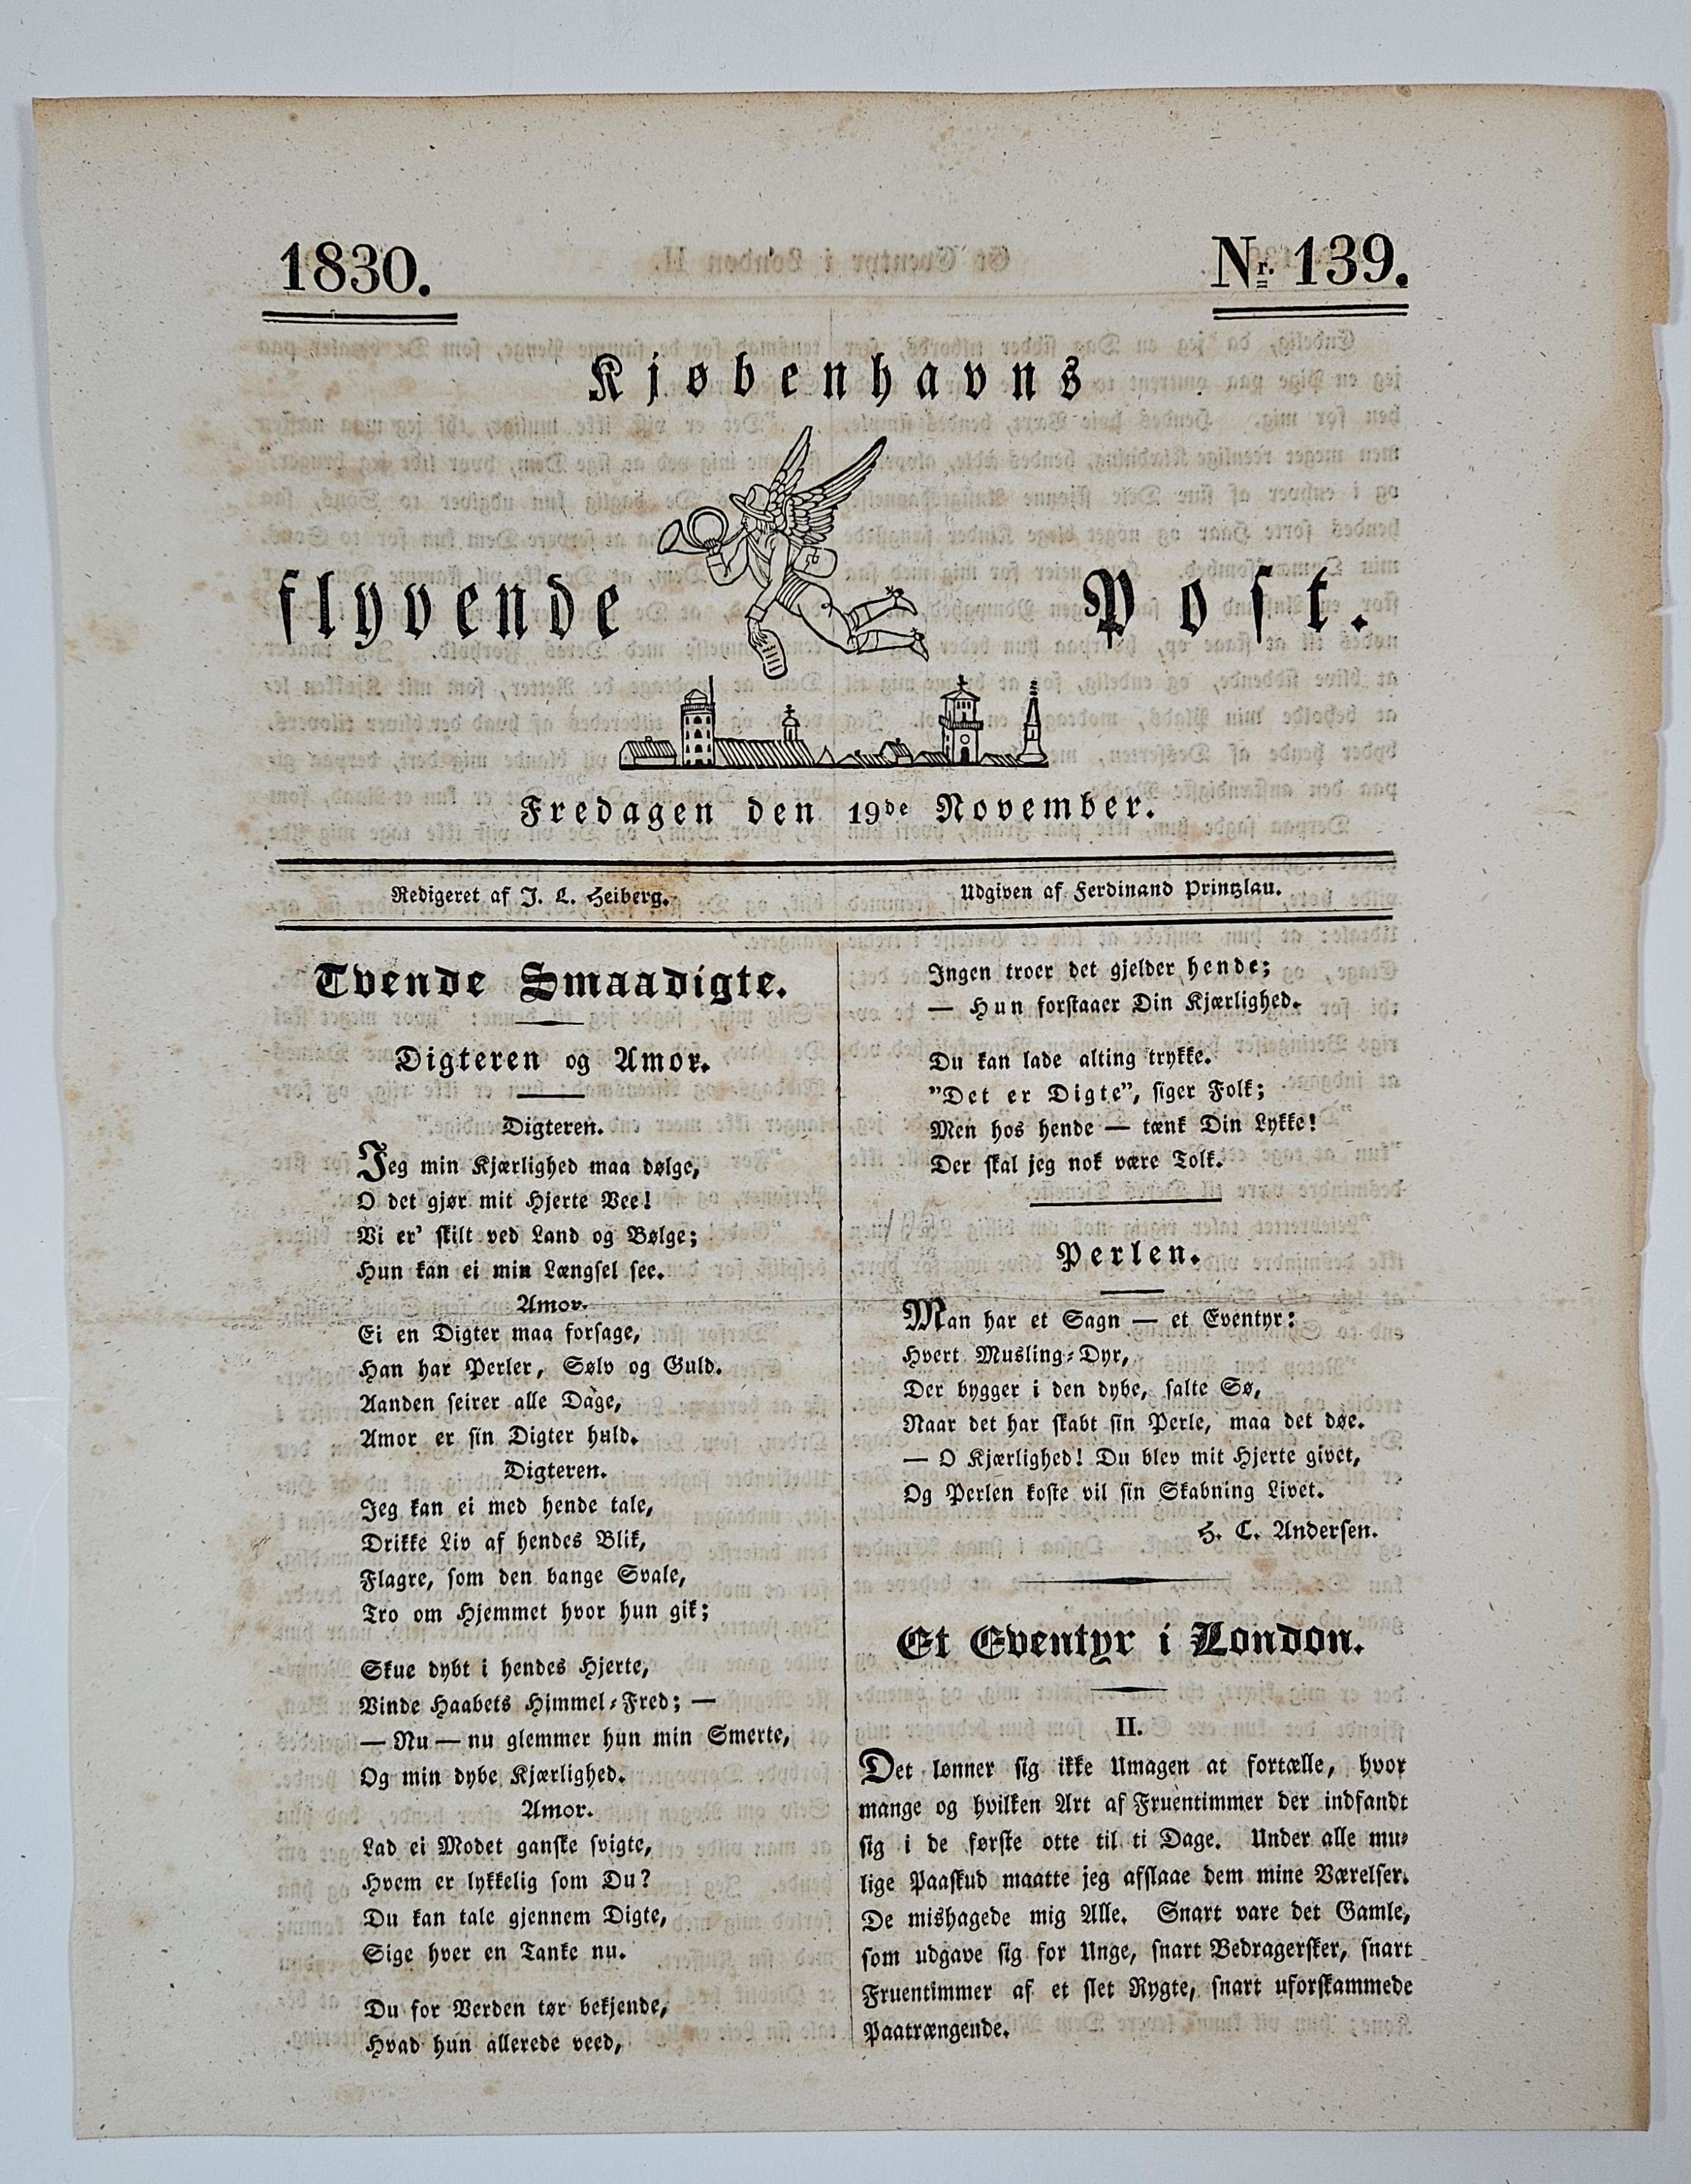 1830.
Nr. 139.
Kjøbenhavns
flyvende Post.
Fredagen den 19de November.
Redigeret af J. L. Heiberg.
Udgiven af Ferdinand Printzlau.
Tvende Smaadigte.
Digteren og Amor.
Digteren.
Jeg min Kjærlighed maa dølge,
O det gjør mit Hjerte Vee!
Vi er' skilt ved Land og Bølge;
Hun kan ei min Længsel see.
Amor.
Ei en Digter maa forsage,
Han har Perler, Sølv og Guld.
Aanden seirer alle Dage,
Amor er sin Digter huld.
Digteren.
Jeg kan ei med hende tale,
Drikke Liv af hendes Blik,
Flagre, som den bange Svale,
Tro om Hjemmet hvor hun gik;
Skue dybt i hendes Hjerte,
Vinde Haabets Himmel-Fred; —
— Nu — nu glemmer hun min Smerte,
Og min dybe Kjærlighed.
Amor.
Lad ei Modet ganske svigte,
Hvem er lykkelig som Du?
Du kan tale gjennem Digte,
Sige hver en Tanke nu.
Du for Verden tør bekjende,
Hvad hun allerede veed,
Ingen troer det gjelder hende;
— Hun forstaaer Din Kjærlighed.
Du kan lade alting trykke.
"Det er Digte", siger Folk;
Men hos hende — tænk Din Lykke!
Der skal jeg nok være Tolk.
Perlen.
Man har et Sagn — et Eventyr:
Hvert Musling-Dyr,
Der bygger i den dybe, salte Sø,
Naar det har skabt sin Perle, maa det døe.
— O Kjærlighed! Du blev mit Hjerte givet,
Og Perlen koste vil sin Skabning Livet.
H. C. Andersen.
Et Eventyr i London.
II.
Det lønner sig ikke Umagen at fortælle, hvor
mange og hvilken Art af Fruentimmer der indfandt
sig i de første otte til ti Dage. Under alle mu-
lige Paaskud maatte jeg afslaae dem mine Værelser.
De mishagede mig Alle. Snart vare det Gamle,
som udgave sig for Unge, snart Bedragersker, snart
Fruentimmer af et slet Rygte, snart uforskammede
Paatrængende.